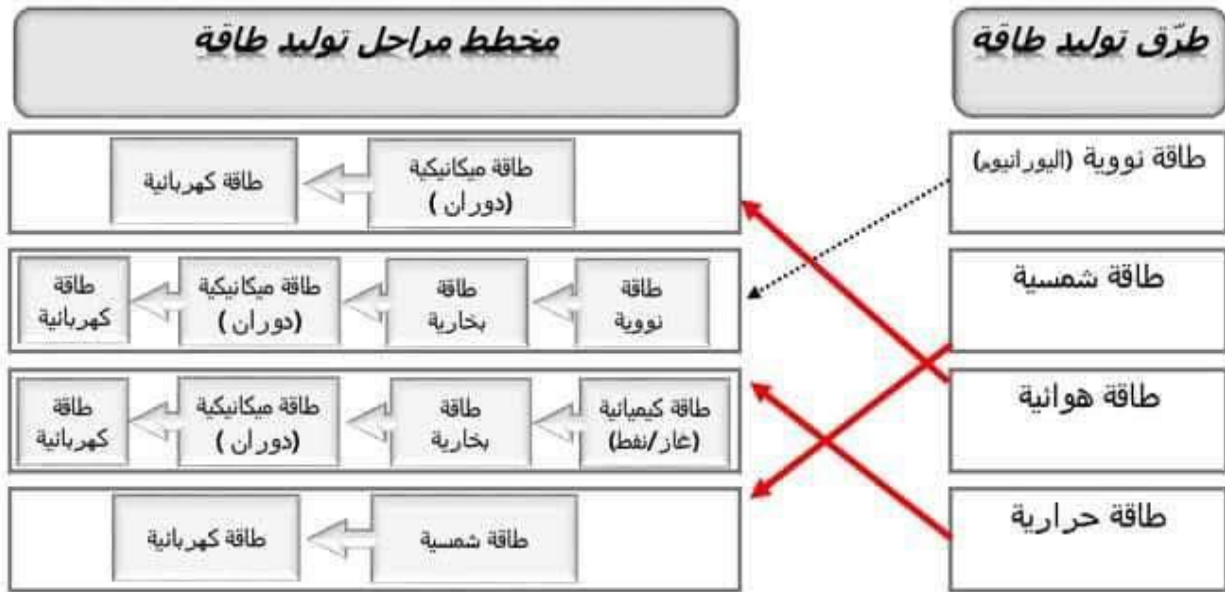 طرّق توليد طاقة
مخطط مراحل توليد طاقة
طاقة نووية (اليورانيوم)
طاقة ميكانيكية
(دوران)
طاقة كهربائية
طاقة شمسية
طاقة
نووية
طاقة
بخارية
طاقة ميكانيكية
(دوران)
طاقة
كهربائية
طاقة هوائية
طاقة كيميائية
(غاز/نفط)
طاقة
بخارية
طاقة ميكانيكية
(دوران)
طاقة
كهربائية
طاقة حرارية
طاقة شمسية
طاقة كهربائية